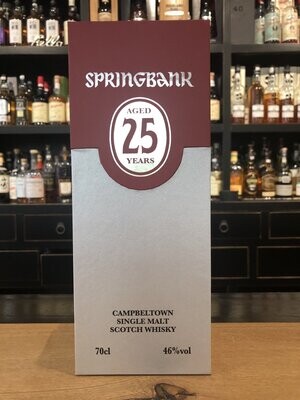 SPRINGBANK
AGED
25
YEARS
CAMPBELTOWN
SINGLE MALT
SCOTCH WHISKY
70cl 46%vol